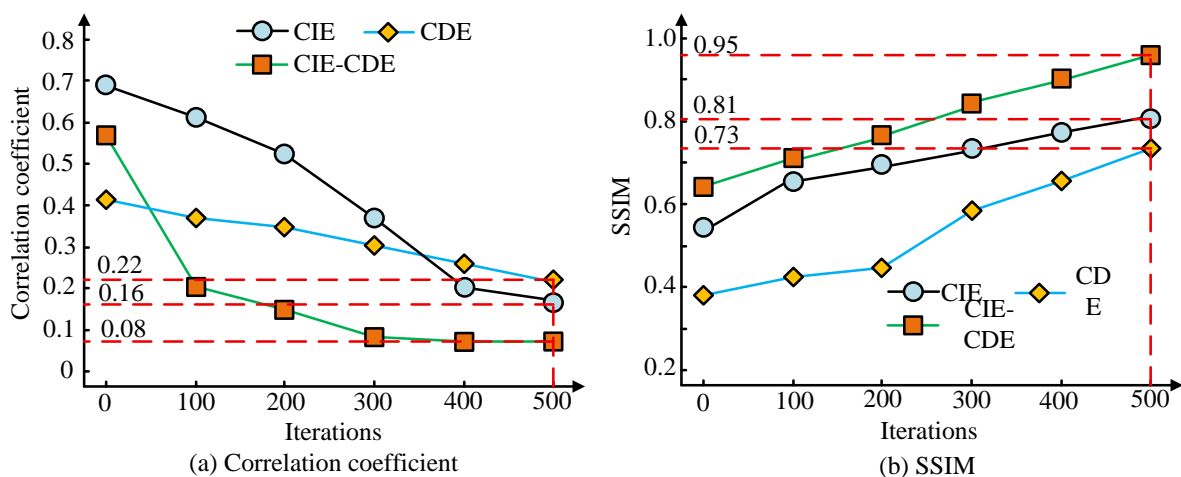 CIE CDE
CIE-CDE
Correlation coefficient
0.8
0.7
0.6
0.5
0.4
0.3
0.2
0.1
0
0.22
0.16
0.08
0 100 200 300 400 500
Iterations
(a) Correlation coefficient
SSIM
1.0
0.8
0.6
0.4
0.2
0.95
0.81
0.73
CIE
CD
E
CIE-
CDE
0 100 200 300 400 500
Iterations
(b) SSIM